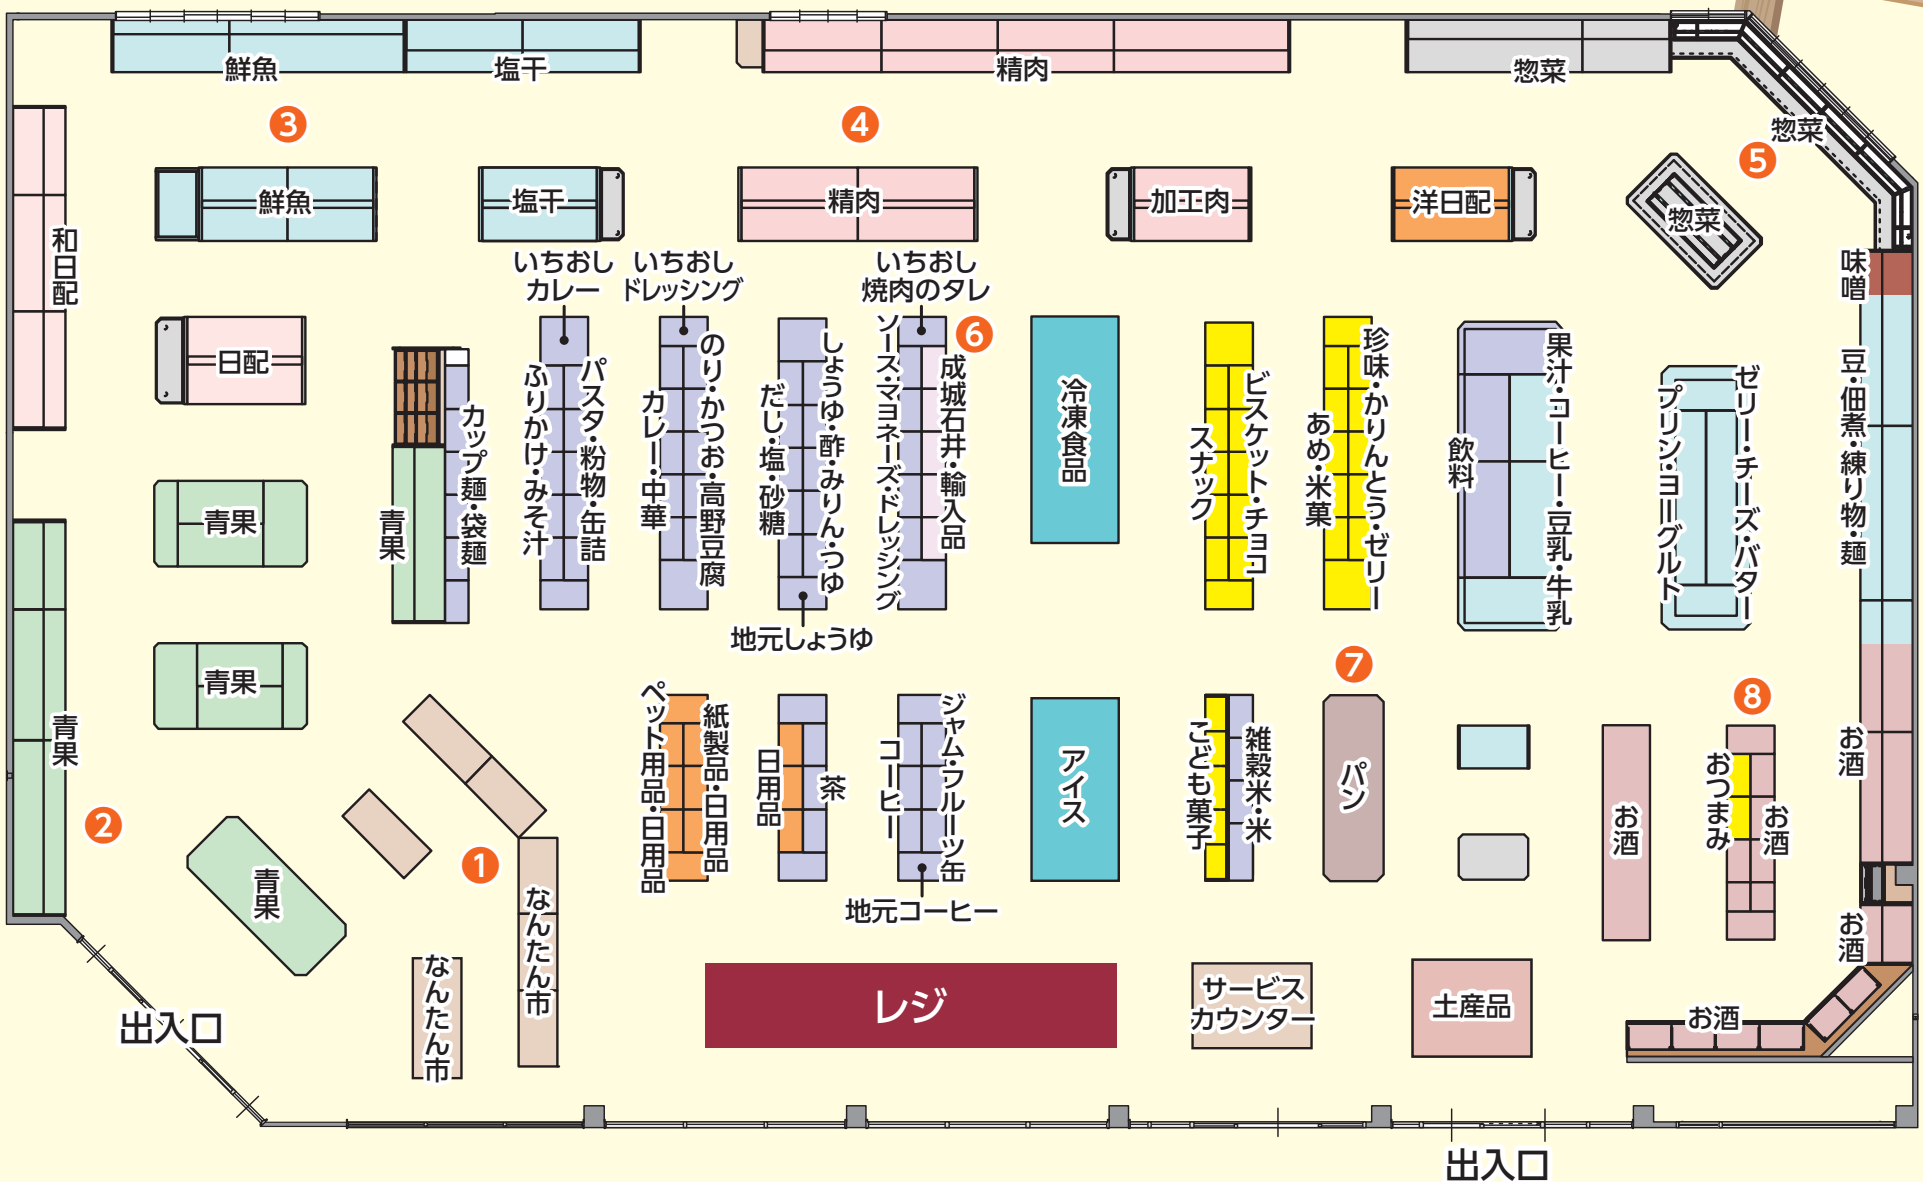 鮮魚
塩干
精肉
惣菜
惣菜
3
4
5
鮮魚
塩干
精肉
加工肉
洋日配
惣菜
和日配
味噌
いちおし
カレー
いちおし
ドレッシング
いちおし
焼肉のタレ
6
日配
カップ麺・袋麺
青果
パスタ・粉物・缶詰
ふりかけ・みそ汁
のり・かつお・高野豆腐
カレー・中華
しょうゆ・酢・みりん・つゆ
だし・塩・砂糖
成城石井・輸入品
ソース・マヨネーズ・ドレッシング
冷凍食品
ビスケット・チョコ
スナック
珍味・かりんとう・ゼリー
あめ・米菓
果汁・コーヒー・豆乳・牛乳
飲料
ゼリー・チーズ・バター
プリン・ヨーグルト
豆・佃煮・練り物・麺
青果
青果
地元しょうゆ
7
8
青果
紙製品・日用品
ペット用品・日用品
茶
日用品
ジャム・フルーツ缶
コーヒー
アイス
雑穀米・米
こども菓子
パン
お酒
お酒
おつまみ
お酒
2
1
青果
なんたん市
なんたん市
地元コーヒー
お酒
レジ
サービス
カウンター
土産品
お酒
出入口
出入口